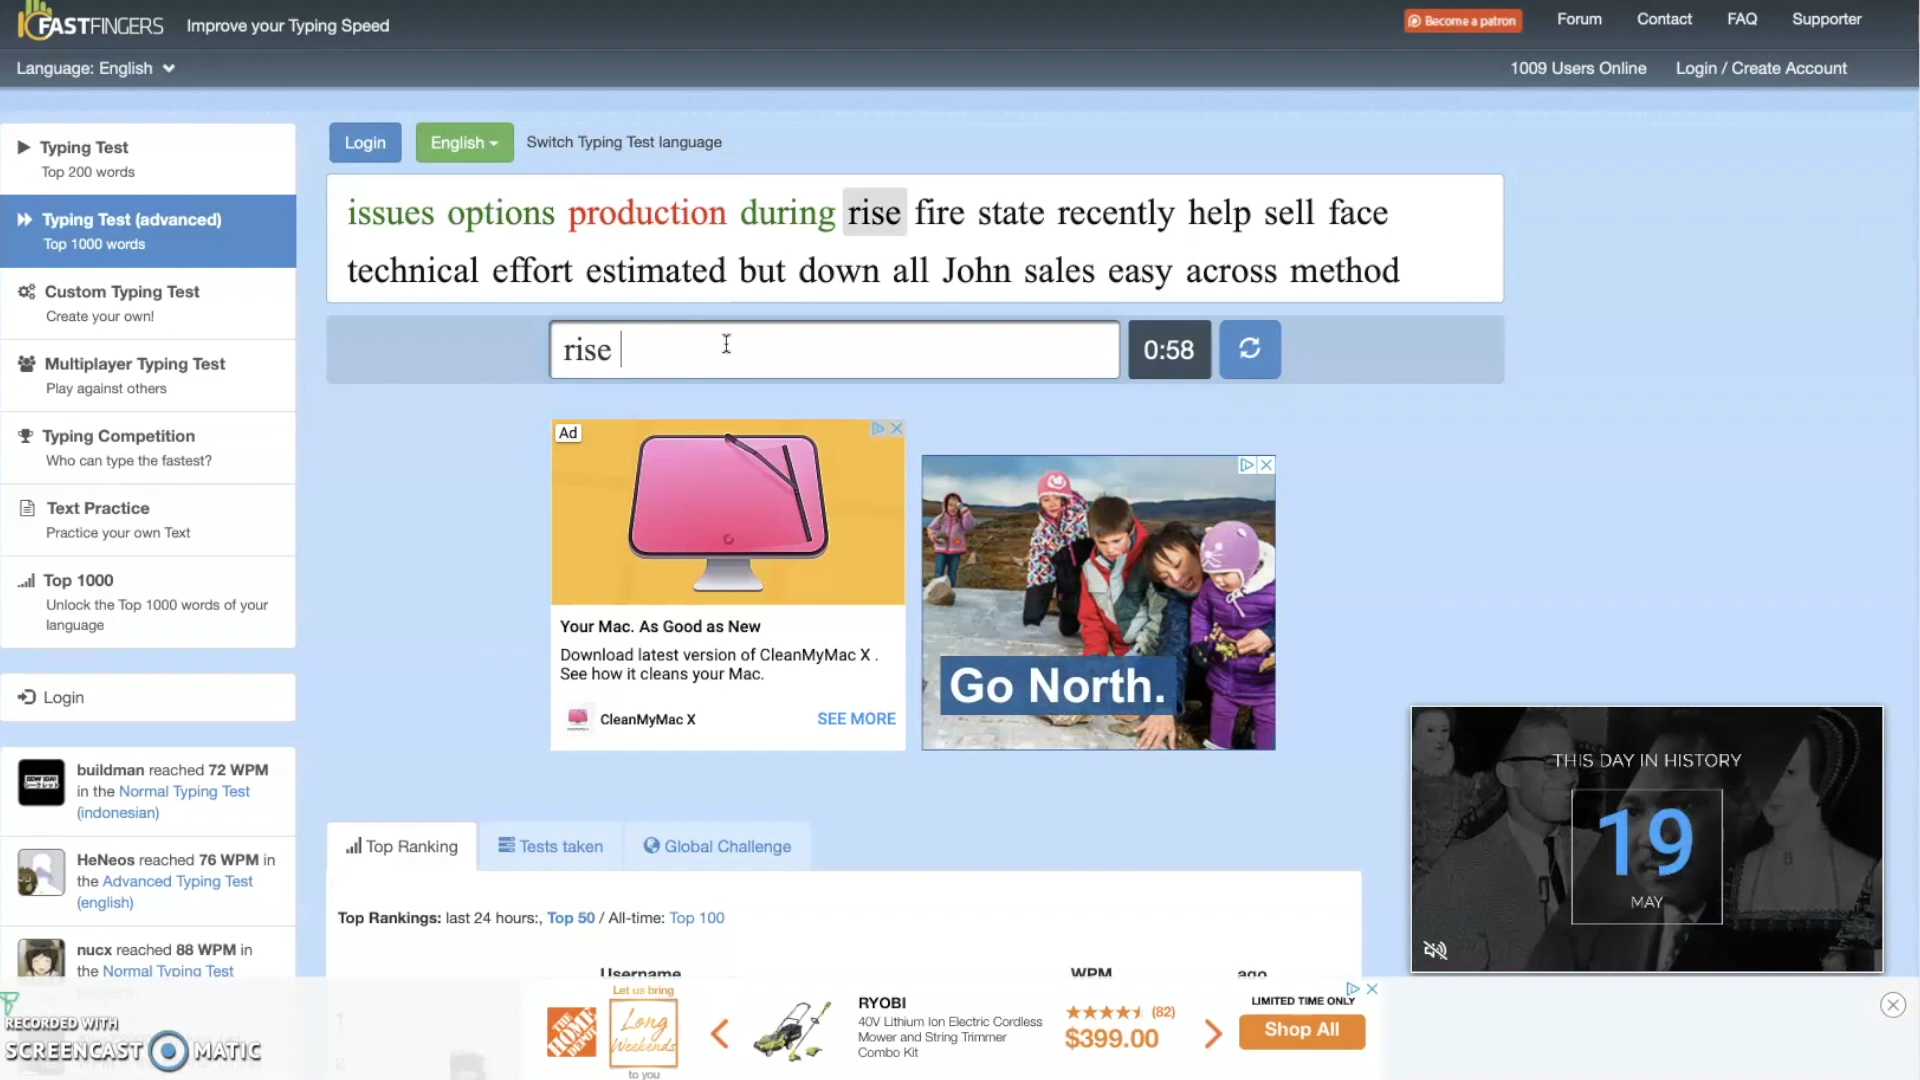 10FASTFINGERS Improve your Typing Speed
Become a patron Forum Contact FAQ Supporter
Language: English
1009 Users Online Login / Create Account
Typing Test
Top 200 words
Typing Test (advanced)
Top 1000 words
Custom Typing Test
Create your own!
Multiplayer Typing Test
Play against others
Typing Competition
Who can type the fastest?
Text Practice
Practice your own Text
Top 1000
Unlock the Top 1000 words of your
language
Login
buildman reached 72 WPM
in the Normal Typing Test
(indonesian)
HeNeos reached 76 WPM in
the Advanced Typing Test
(english)
nucx reached 88 WPM in
the Normal Typing Test
Login English Switch Typing Test language
issues options production during rise fire state recently help sell face
technical effort estimated but down all John sales easy across method
rise
0:58
Ad
Your Mac. As Good as New
Download latest version of CleanMyMac X .
See how it cleans your Mac.
CleanMyMac X SEE MORE
Go North.
THIS DAY IN HISTORY
19
MAY
Top Ranking Tests taken Global Challenge
Top Rankings: last 24 hours:, Top 50 / All-time: Top 100
Username WPM ago
RECORDED WITH
SCREENCAST MATIC
THE HOME DEPOT
Let us bring
Long
Weekends
to you
RYOBI
40V Lithium Ion Electric Cordless
Mower and String Trimmer
Combo Kit
(82)
$399.00
LIMITED TIME ONLY
Shop All